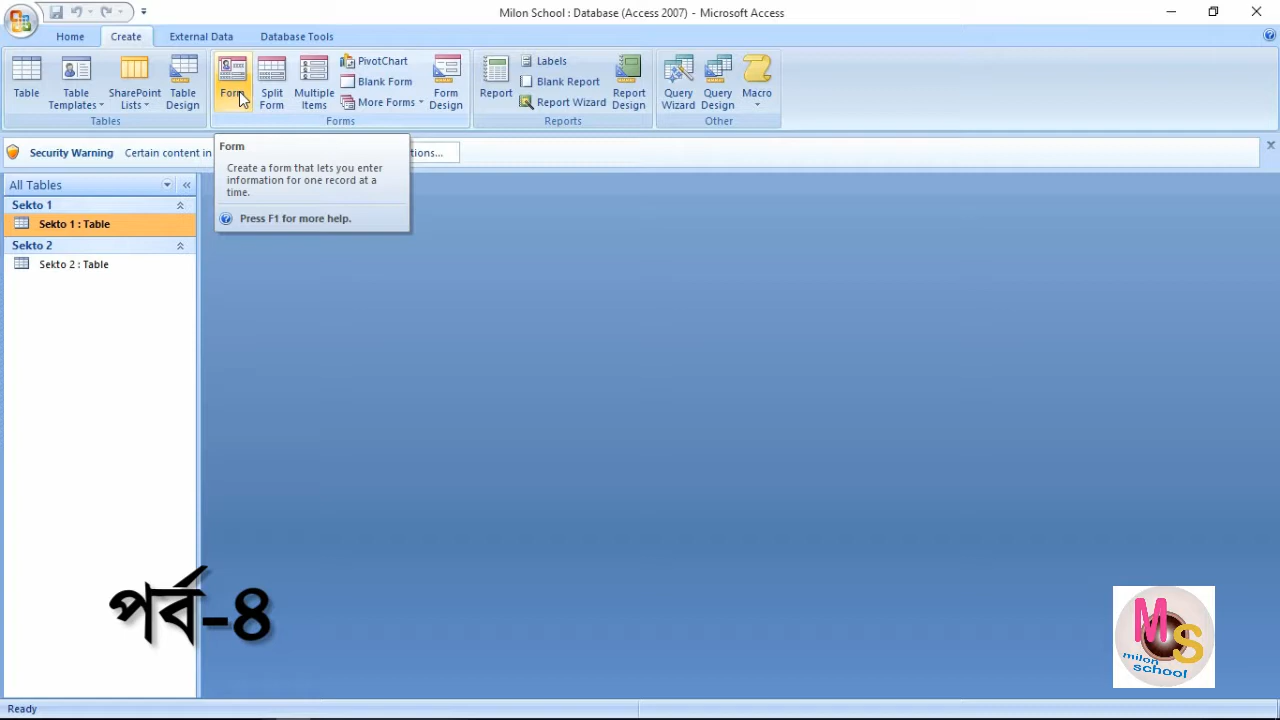 Milon School : Database (Access 2007) - Microsoft Access
Home Create External Data Database Tools
Table
Table Templates
SharePoint Lists
Table Design
Tables
Form
Split Form
Multiple Items
PivotChart
Blank Form
More Forms
Form Design
Forms
Report
Labels
Blank Report
Report Wizard
Report Design
Reports
Query Wizard
Query Design
Macro
Other
Security Warning Certain content in
tions...
Form
Create a form that lets you enter
information for one record at a
time.
Press F1 for more help.
All Tables
Sekto 1
Sekto 1 : Table
Sekto 2
Sekto 2 : Table
পর্ব-৪
MS
milon
school
Ready